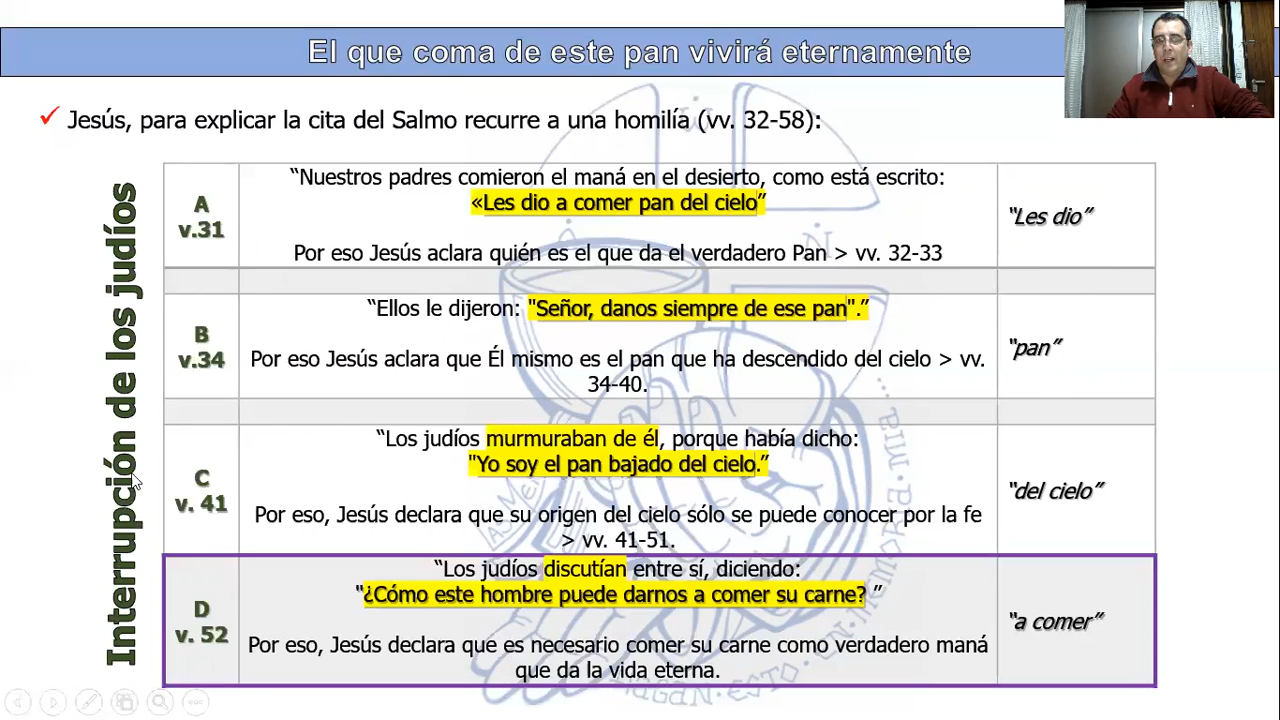 El que coma de este pan vivirá eternamente
✓ Jesús, para explicar la cita del Salmo recurre a una homilía (vv. 32-58):
Interrupción de los judíos
A
v.31
“Nuestros padres comieron el maná en el desierto, como está escrito:
«Les dio a comer pan del cielo”
Por eso Jesús aclara quién es el que da el verdadero Pan > vv. 32-33
“Les dio”
B
v.34
“Ellos le dijeron: "Señor, danos siempre de ese pan".”
Por eso Jesús aclara que Él mismo es el pan que ha descendido del cielo > vv.
34-40.
“pan”
C
v. 41
“Los judíos murmuraban de él, porque había dicho:
"Yo soy el pan bajado del cielo.”
Por eso, Jesús declara que su origen del cielo sólo se puede conocer por la fe
> vv. 41-51.
“del cielo”
D
v. 52
“Los judíos discutían entre sí, diciendo:
"¿Cómo este hombre puede darnos a comer su carne? ”
Por eso, Jesús declara que es necesario comer su carne como verdadero maná
que da la vida eterna.
“a comer”